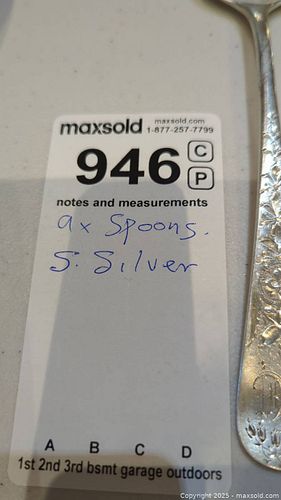 maxsold
maxsold.com
1-877-257-7799
946 C P
notes and measurements
9x Spoons.
S. Silver
A B C D
1st 2nd 3rd bsmt garage outdoors
Copyright 2025 - maxsold.com